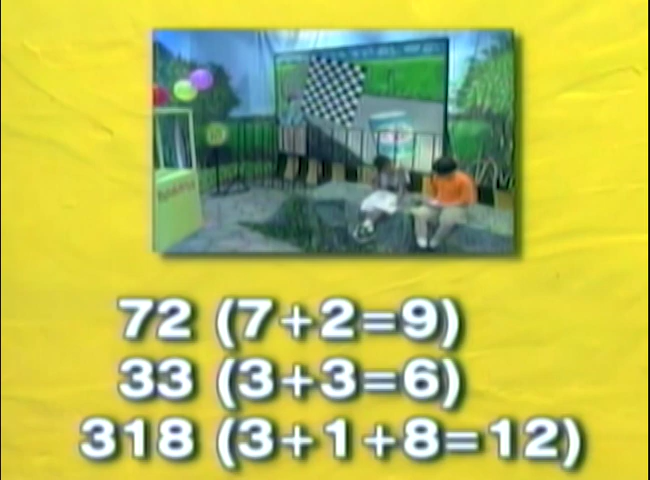 72 (7+2=9)
33 (3+3=6)
318 (3+1+8=12)